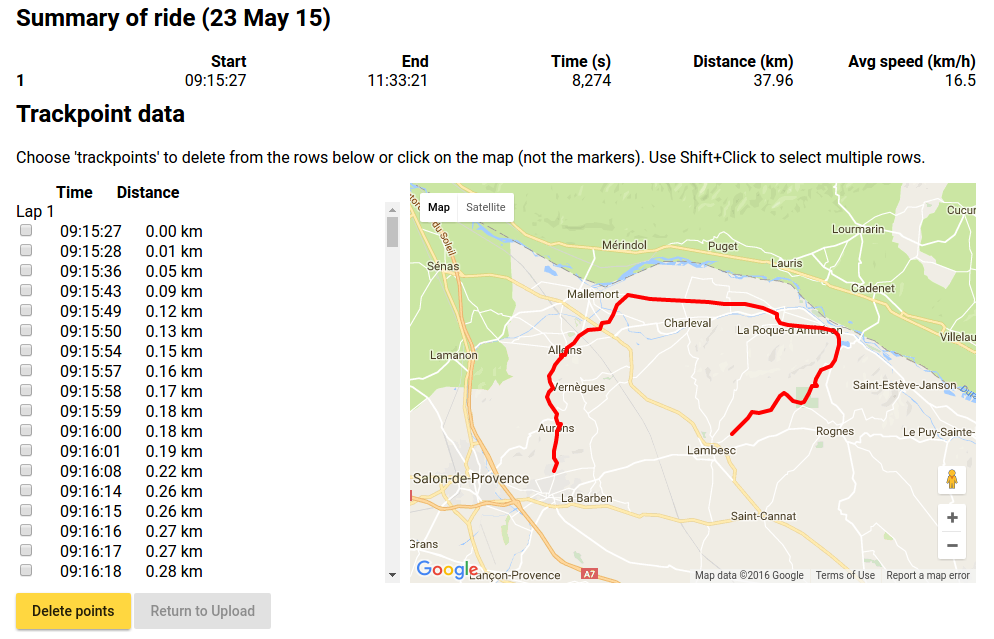 Summary of ride (23 May 15)
Start End Time (s) Distance (km) Avg speed (km/h)
1 09:15:27 11:33:21 8,274 37.96 16.5
Trackpoint data
Choose 'trackpoints' to delete from the rows below or click on the map (not the markers). Use Shift+Click to select multiple rows.
Time Distance
Lap 1
09:15:27 0.00 km
09:15:28 0.01 km
09:15:36 0.05 km
09:15:43 0.09 km
09:15:49 0.12 km
09:15:50 0.13 km
09:15:54 0.15 km
09:15:57 0.16 km
09:15:58 0.17 km
09:15:59 0.18 km
09:16:00 0.18 km
09:16:01 0.19 km
09:16:08 0.22 km
09:16:14 0.26 km
09:16:15 0.26 km
09:16:16 0.27 km
09:16:17 0.27 km
09:16:18 0.28 km
Delete points Return to Upload
Map Satellite
du Soleil
Cucur
Lourmarin
Mérindol
Puget
Lauris
Sénas
Cadenet
Mallemort
Charleval
La Roque-d'Anthéron
Villelau
Lamanon
Alleins
Vernègues
Saint-Estève-Janson
Aurons
Rognes
Le Puy-Sainte-
Lambesc
Salon-de-Provence
La Barben
Saint-Cannat
Grans
Lançon-Provence
A7
+
−
Google
Map data ©2016 Google Terms of Use Report a map error